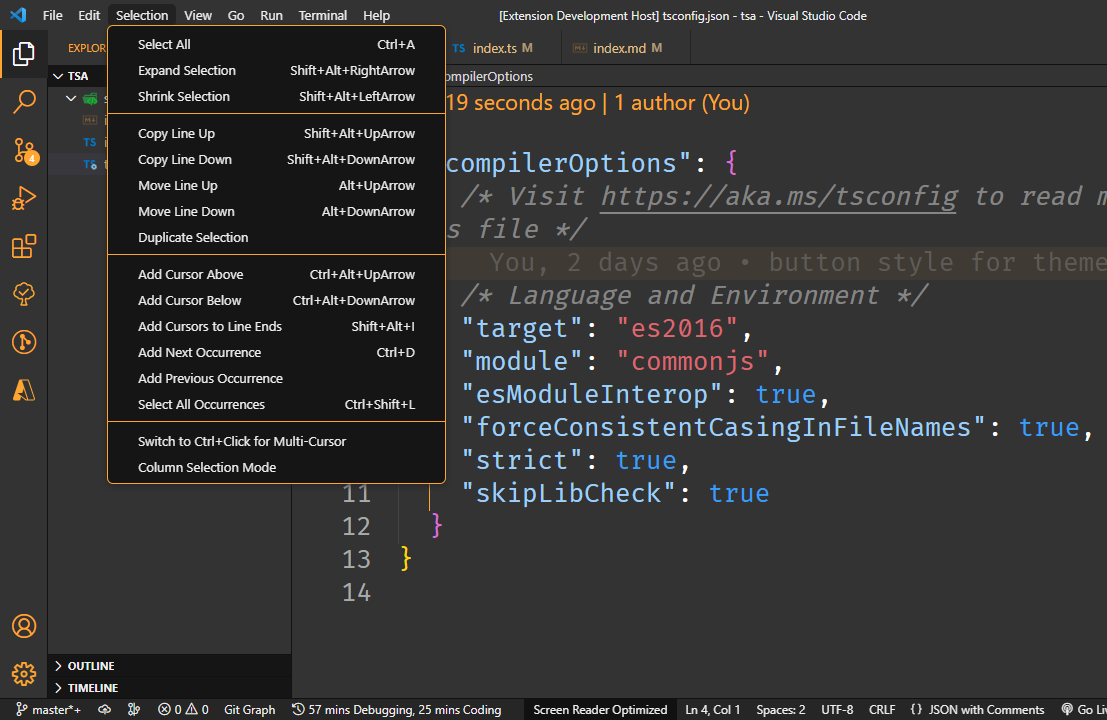 File Edit Selection View Go Run Terminal Help [Extension Development Host] tsconfig.json - tsa - Visual Studio Code
EXPLOR
TS index.ts M
index.md M
TSA
compilerOptions
Select All Ctrl+A
Expand Selection Shift+Alt+RightArrow
Shrink Selection Shift+Alt+LeftArrow
Copy Line Up Shift+Alt+UpArrow
Copy Line Down Shift+Alt+DownArrow
Move Line Up Alt+UpArrow
Move Line Down Alt+DownArrow
Duplicate Selection
Add Cursor Above Ctrl+Alt+UpArrow
Add Cursor Below Ctrl+Alt+DownArrow
Add Cursors to Line Ends Shift+Alt+I
Add Next Occurrence Ctrl+D
Add Previous Occurrence
Select All Occurrences Ctrl+Shift+L
Switch to Ctrl+Click for Multi-Cursor
Column Selection Mode
TS
TS
4
19 seconds ago | 1 author (You)
compilerOptions": {
/* Visit https://aka.ms/tsconfig to read m
s file */
You, 2 days ago • button style for theme
/* Language and Environment */
"target": "es2016",
"module": "commonjs",
"esModuleInterop": true,
"forceConsistentCasingInFileNames": true,
"strict": true,
11 "skipLibCheck": true
12 }
13 }
14
OUTLINE
TIMELINE
master*+ 0 0 Git Graph 57 mins Debugging, 25 mins Coding Screen Reader Optimized Ln 4, Col 1 Spaces: 2 UTF-8 CRLF {} JSON with Comments Go Liv